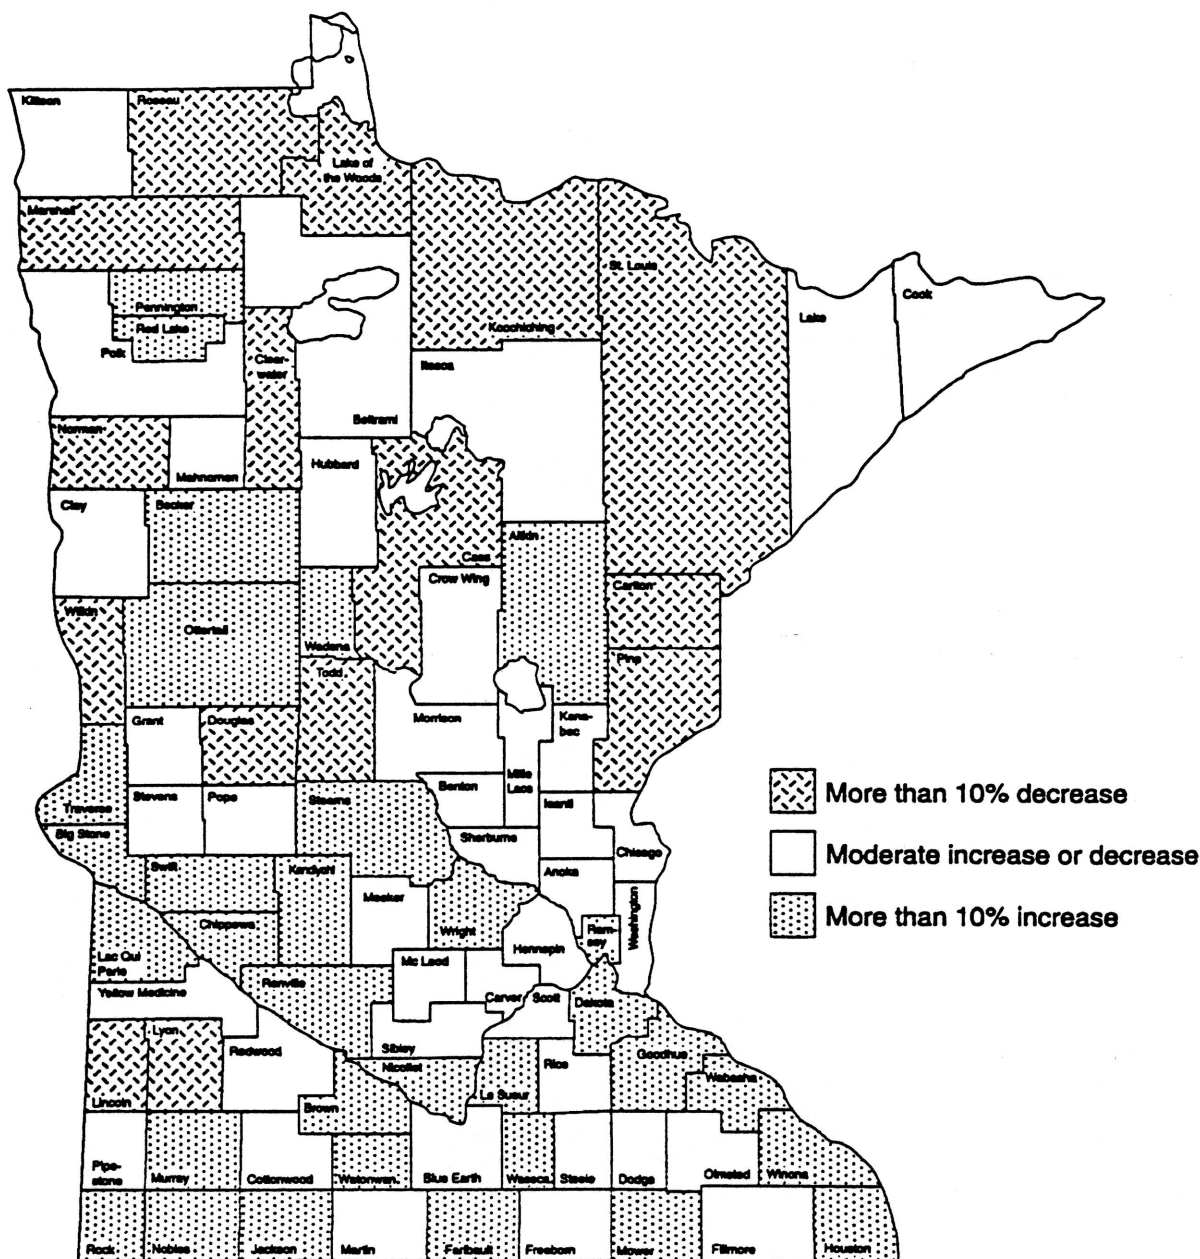 Kittson
Roseau
Lake of
the Woods
Marshall
St. Louis
Cook
Pennington
Lake
Red Lake
Koochiching
Polk
Clear-
water
Itasca
Beltrami
Norman
Hubbard
Mahnomen
Clay
Becker
Aitkin
Cass
Crow Wing
Carlton
Wilkin
Ottertail
Wadena
Pine
Todd
Grant
Douglas
Morrison
Kana-
bec
Mille
Lacs
Benton
Stevens
Pope
Stearns
Isanti
Traverse
More than 10% decrease
Big Stone
Sherburne
Chisago
Moderate increase or decrease
Swift
Kandiyohi
Anoka
Meeker
Washington
More than 10% increase
Chippewa
Wright
Ram-
sey
Hennepin
Lac Qui
Parle
Mc Leod
Renville
Yellow Medicine
Carver
Scott
Dakota
Lyon
Redwood
Sibley
Goodhue
Nicollet
Rice
Wabasha
Le Sueur
Lincoln
Brown
Pipe-
stone
Murray
Cottonwood
Watonwan
Blue Earth
Waseca
Steele
Dodge
Olmsted
Winona
Rock
Nobles
Jackson
Martin
Faribault
Freeborn
Mower
Fillmore
Houston